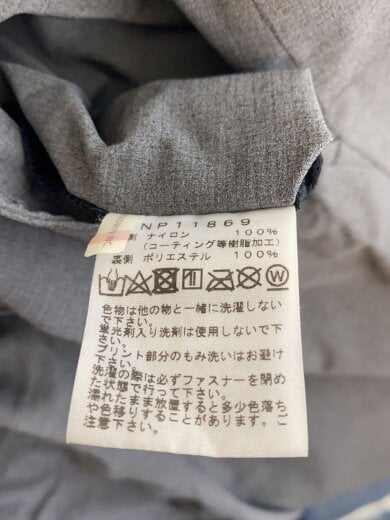 NP11869
側 ナイロン 100%
(コーティング等樹脂加工)
裏側 ポリエステル 100%
色物は他の物と一緒に洗濯しない
で下さい。
蛍光剤入り洗剤は使用しないで下
さい。
プリント部分のもみ洗いはお避け
下さい。
洗濯の際は必ずファスナーを閉め
た状態で行って下さい。
濡れたまま放置すると多少色落ち
や色移りすることがあります。ご
注意下さい。